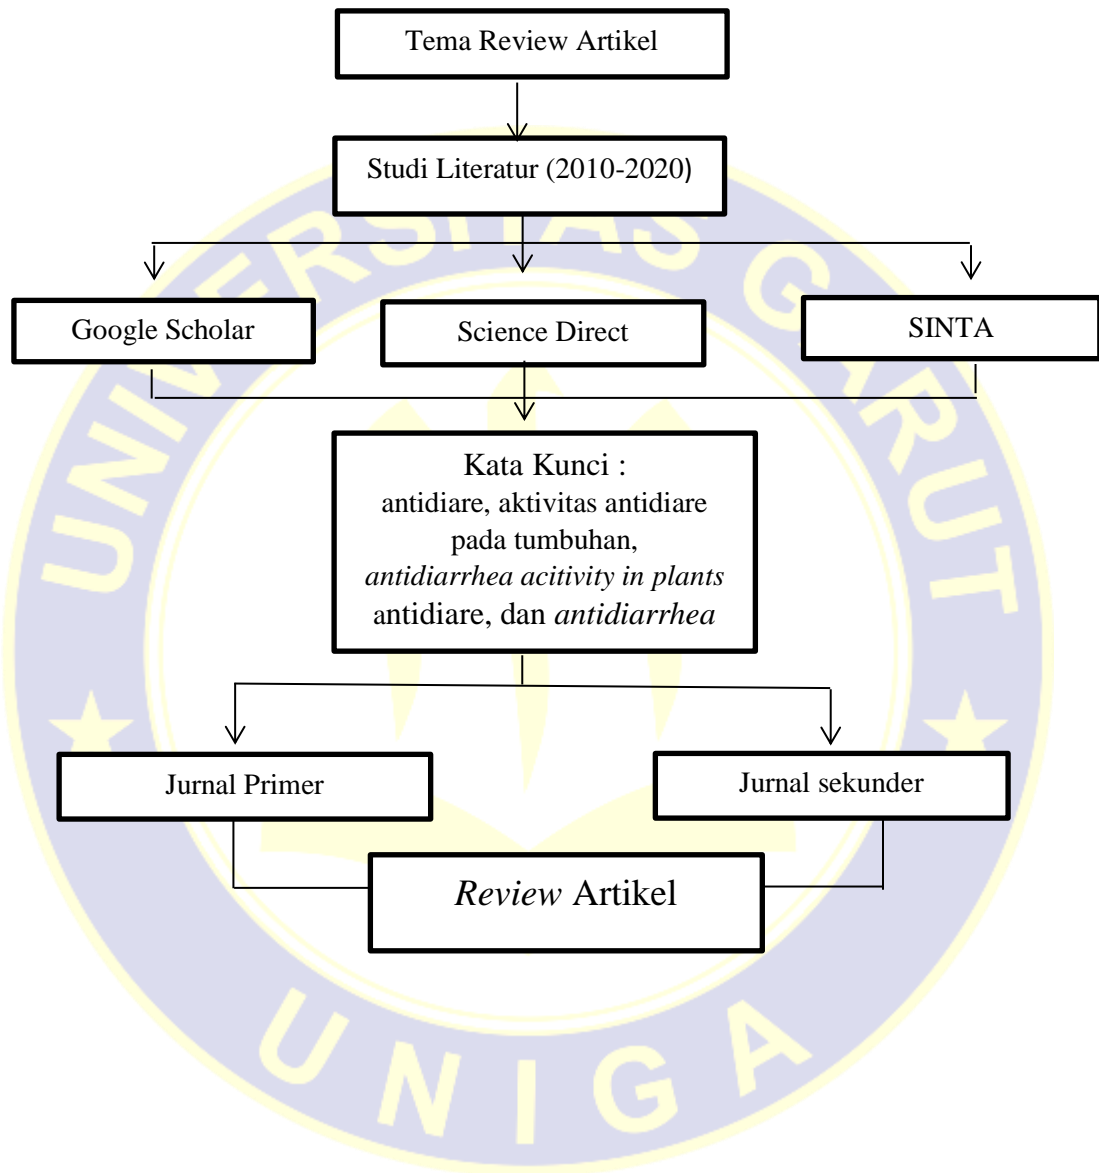 Tema Review Artikel
Studi Literatur (2010-2020)
Google Scholar
Science Direct
SINTA
Kata Kunci :
antidiare, aktivitas antidiare
pada tumbuhan,
antidiarrhea acitivity in plants
antidiare, dan antidiarrhea
Jurnal Primer
Jurnal sekunder
Review Artikel
UNIVERSITAS GARUT
UNIGA